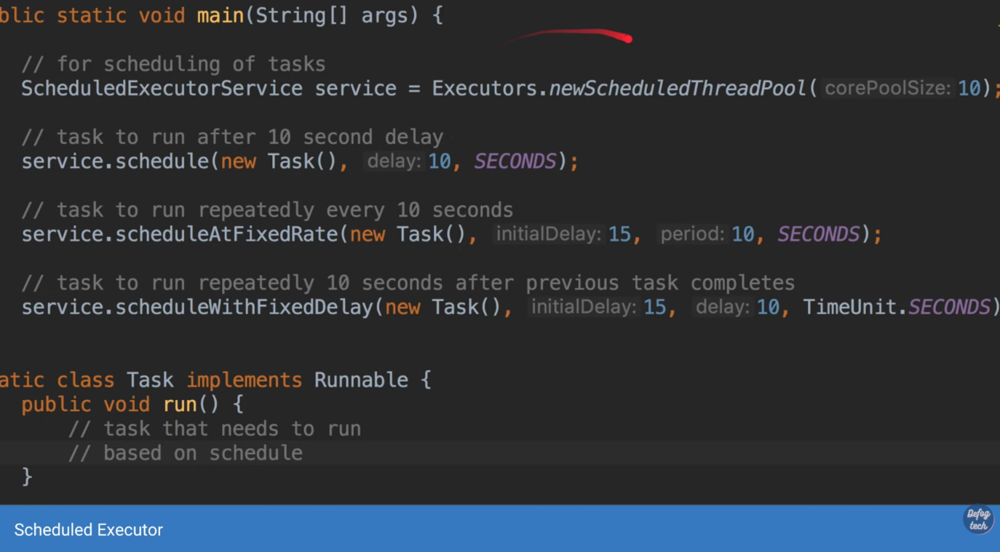 blic static void main(String[] args) {
// for scheduling of tasks
ScheduledExecutorService service = Executors.newScheduledThreadPool( corePoolSize: 10);
// task to run after 10 second delay
service.schedule(new Task(), delay: 10, SECONDS);
// task to run repeatedly every 10 seconds
service.scheduleAtFixedRate(new Task(), initialDelay: 15, period: 10, SECONDS);
// task to run repeatedly 10 seconds after previous task completes
service.scheduleWithFixedDelay(new Task(), initialDelay: 15, delay: 10, TimeUnit.SECONDS)
atic class Task implements Runnable {
public void run() {
// task that needs to run
// based on schedule
}
Scheduled Executor
Defog
tech